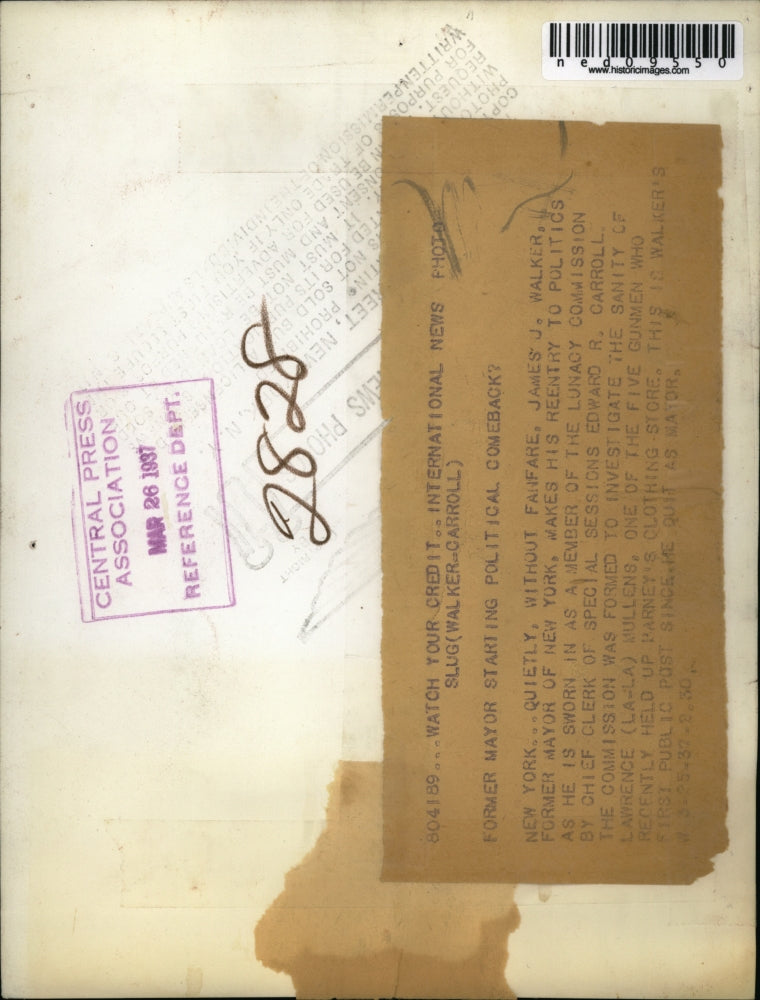 ned09550
www.historicimages.com
CENTRAL PRESS
ASSOCIATION
MAR 26 1937
REFERENCE DEPT.
2828
804189...WATCH YOUR CREDIT...INTERNATIONAL NEWS PHOTO
SLUG(WALKER-CARROLL)
FORMER MAYOR STARTING POLITICAL COMEBACK?
NEW YORK...QUIETLY, WITHOUT FANFARE, JAMES J. WALKER,
FORMER MAYOR OF NEW YORK, MAKES HIS REENTRY TO POLITICS
AS HE IS SWORN IN AS A MEMBER OF THE LUNACY COMMISSION
BY CHIEF CLERK OF SPECIAL SESSIONS EDWARD R. CARROLL.
THE COMMISSION WAS FORMED TO INVESTIGATE THE SANITY OF
LAWRENCE (LA-LA) MULLENS, ONE OF THE FIVE GUNMEN WHO
RECENTLY HELD UP BARNEY'S CLOTHING STORE. THIS IS WALKER'S
FIRST PUBLIC POST SINCE HE QUIT AS MAYOR.
W 3-25-37-2.30